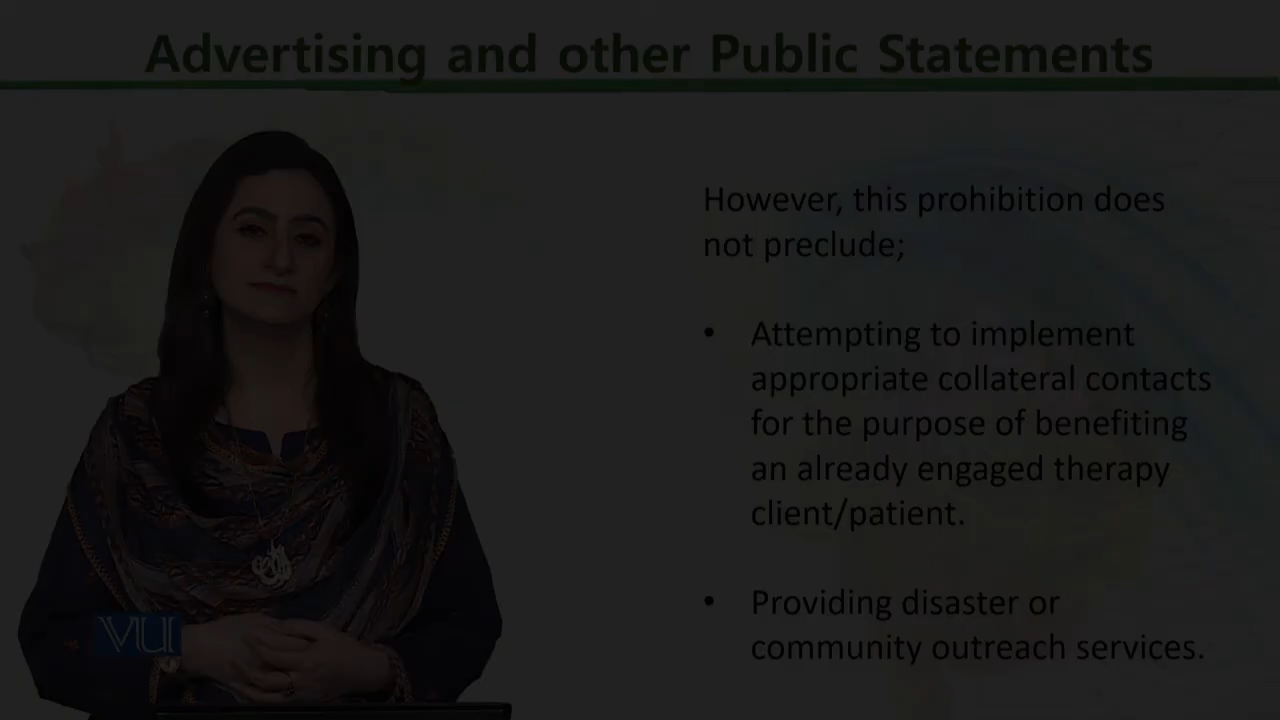 Advertising and other Public Statements
However, this prohibition does
not preclude;
• Attempting to implement
appropriate collateral contacts
for the purpose of benefiting
an already engaged therapy
client/patient.
• Providing disaster or
community outreach services.
VU